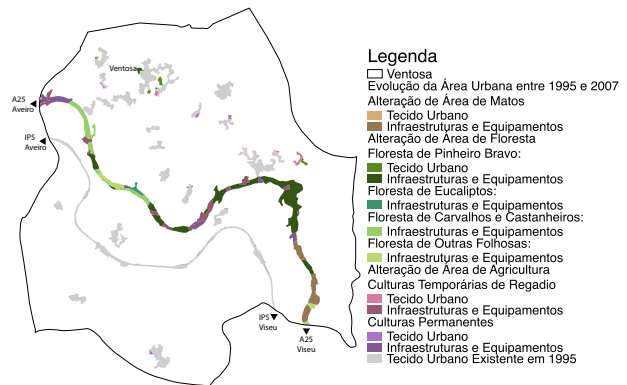 Ventosa
A25
Aveiro
IP5
Aveiro
IP5
Viseu
A25
Viseu
Legenda
Ventosa
Evolução da Área Urbana entre 1995 e 2007
Alteração de Área de Matos
Tecido Urbano
Infraestruturas e Equipamentos
Alteração de Área de Floresta
Floresta de Pinheiro Bravo:
Tecido Urbano
Infraestruturas e Equipamentos
Floresta de Eucaliptos:
Infraestruturas e Equipamentos
Floresta de Carvalhos e Castanheiros:
Infraestruturas e Equipamentos
Floresta de Outras Folhosas:
Infraestruturas e Equipamentos
Alteração de Área de Agricultura
Culturas Temporárias de Regadio
Tecido Urbano
Infraestruturas e Equipamentos
Culturas Permanentes
Tecido Urbano
Infraestruturas e Equipamentos
Tecido Urbano Existente em 1995